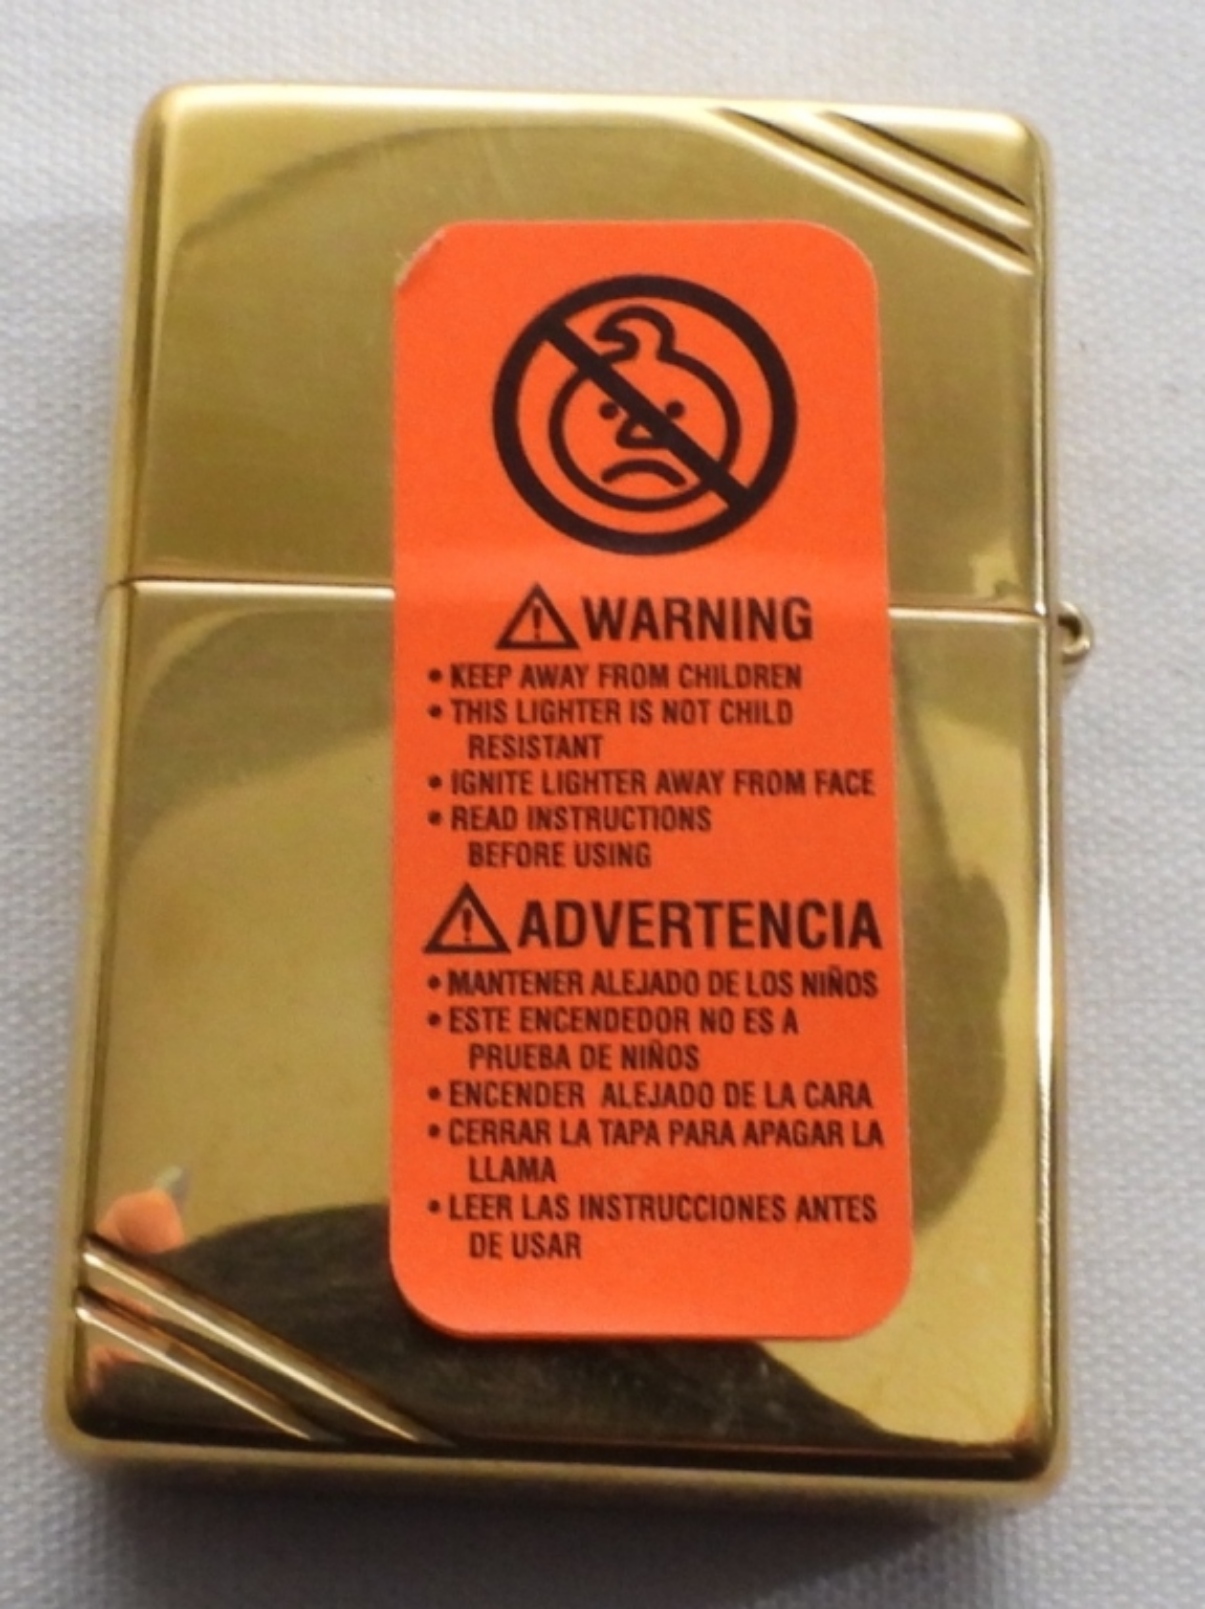 WARNING
• KEEP AWAY FROM CHILDREN
• THIS LIGHTER IS NOT CHILD
RESISTANT
• IGNITE LIGHTER AWAY FROM FACE
• READ INSTRUCTIONS
BEFORE USING
ADVERTENCIA
• MANTENER ALEJADO DE LOS NIÑOS
• ESTE ENCENDEDOR NO ES A
PRUEBA DE NIÑOS
• ENCENDER ALEJADO DE LA CARA
• CERRAR LA TAPA PARA APAGAR LA
LLAMA
• LEER LAS INSTRUCCIONES ANTES
DE USAR